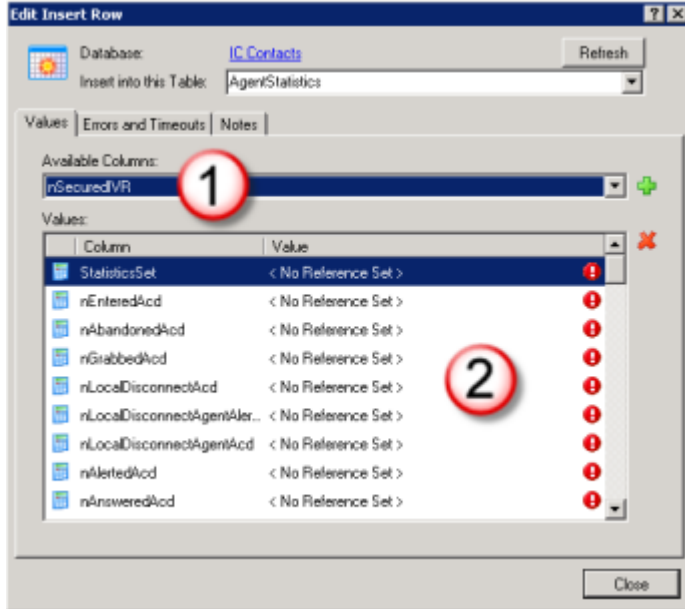 Edit Insert Row
Database: IC Contacts Refresh
Insert into this Table: AgentStatistics
Values Errors and Timeouts Notes
Available Columns:
nSecuredIVR
1
Values:
Column Value
StatisticsSet < No Reference Set >
nEnteredAcd < No Reference Set >
nAbandonedAcd < No Reference Set >
nGrabbedAcd < No Reference Set >
nLocalDisconnectAcd < No Reference Set >
nLocalDisconnectAgentAler... < No Reference Set >
nLocalDisconnectAgentAcd < No Reference Set >
nAlertedAcd < No Reference Set >
nAnsweredAcd < No Reference Set >
2
Close